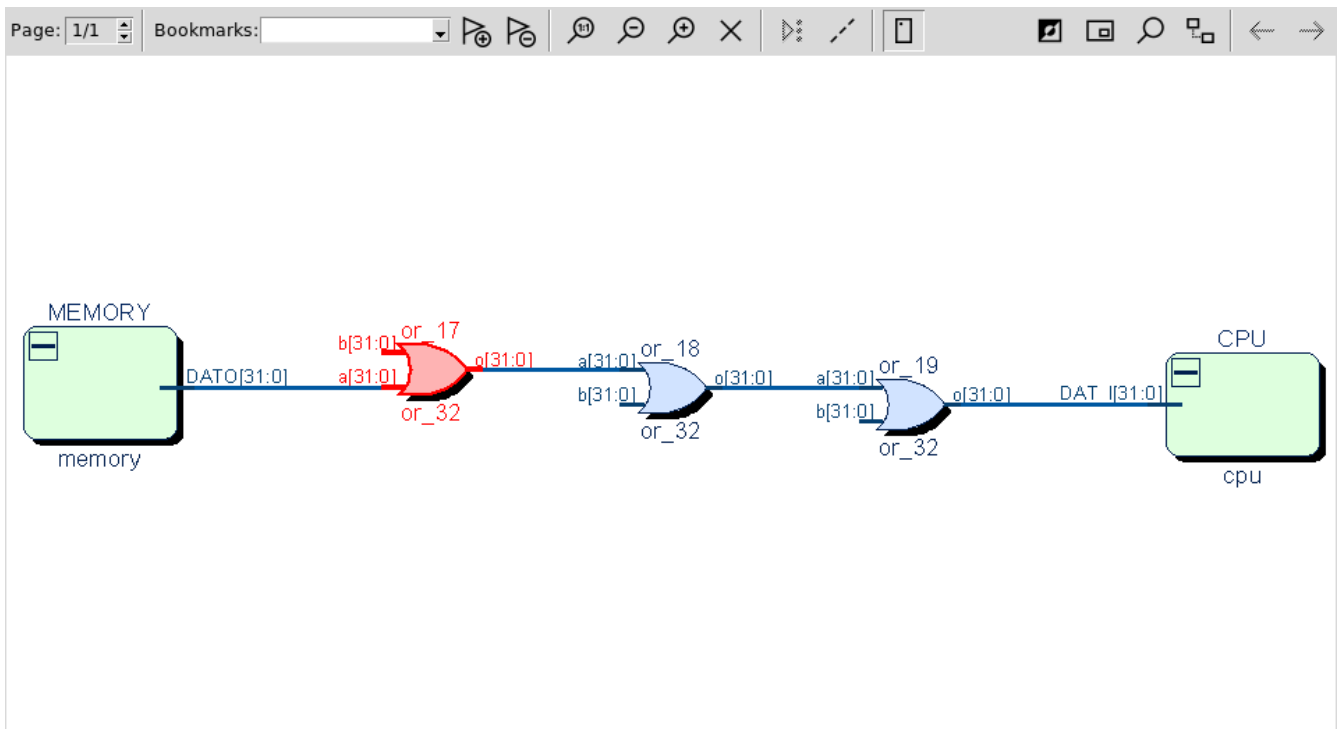 Page: 1/1 Bookmarks: 1:1
MEMORY
DATO[31:0]
memory
b[31:0] or_17
a[31:0] o[31:0]
or_32
a[31:0] or_18
b[31:0] o[31:0]
or_32
a[31:0] or_19
b[31:0] o[31:0]
or_32
CPU
DAT_I[31:0]
cpu